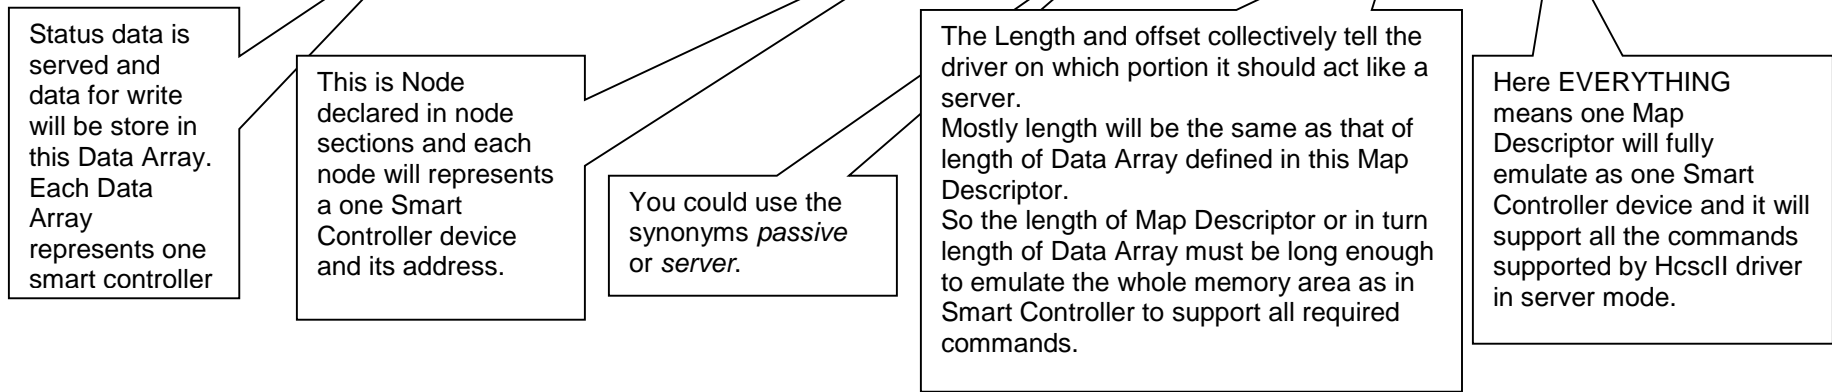 Status data is
served and
data for write
will be store in
this Data Array.
Each Data
Array
represents one
smart controller
This is Node
declared in node
sections and each
node will represents
a one Smart
Controller device
and its address.
You could use the
synonyms passive
or server.
The Length and offset collectively tell the
driver on which portion it should act like a
server.
Mostly length will be the same as that of
length of Data Array defined in this Map
Descriptor.
So the length of Map Descriptor or in turn
length of Data Array must be long enough
to emulate the whole memory area as in
Smart Controller to support all required
commands.
Here EVERYTHING
means one Map
Descriptor will fully
emulate as one Smart
Controller device and it will
support all the commands
supported by HcscII driver
in server mode.